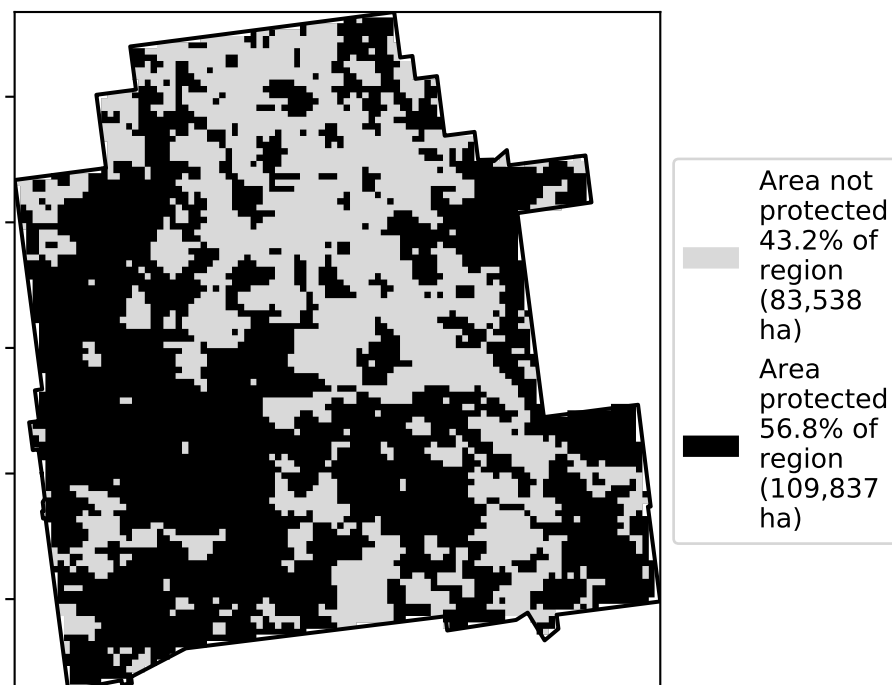 Area not
protected
43.2% of
region
(83,538
ha)
Area
protected
56.8% of
region
(109,837
ha)